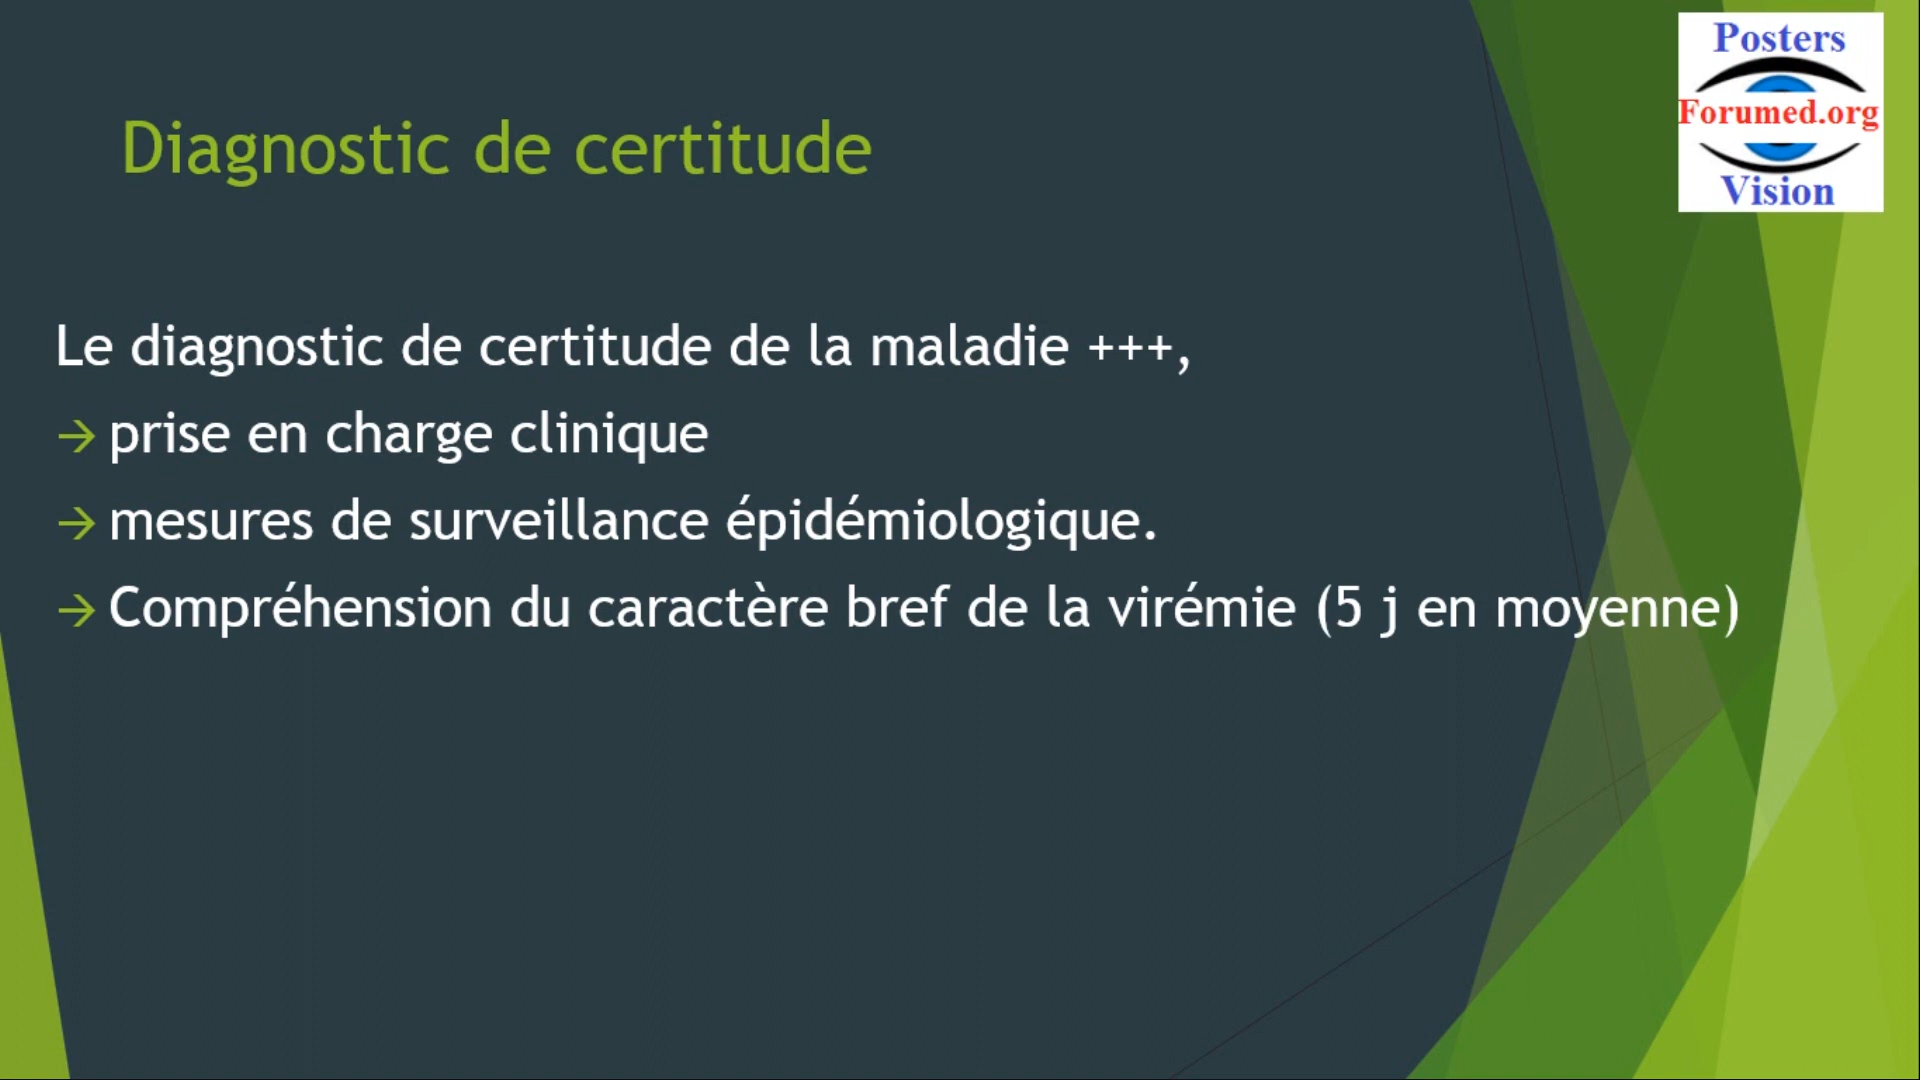 Posters
Forumed.org
Vision
Diagnostic de certitude
Le diagnostic de certitude de la maladie +++,
→ prise en charge clinique
→ mesures de surveillance épidémiologique.
→ Compréhension du caractère bref de la virémie (5 j en moyenne)